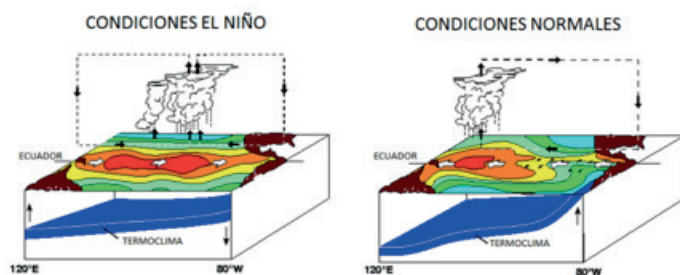 CONDICIONES EL NIÑO
CONDICIONES NORMALES
ECUADOR
ECUADOR
TERMOCLIMA
TERMOCLIMA
120°E
80°W
120°E
80°W